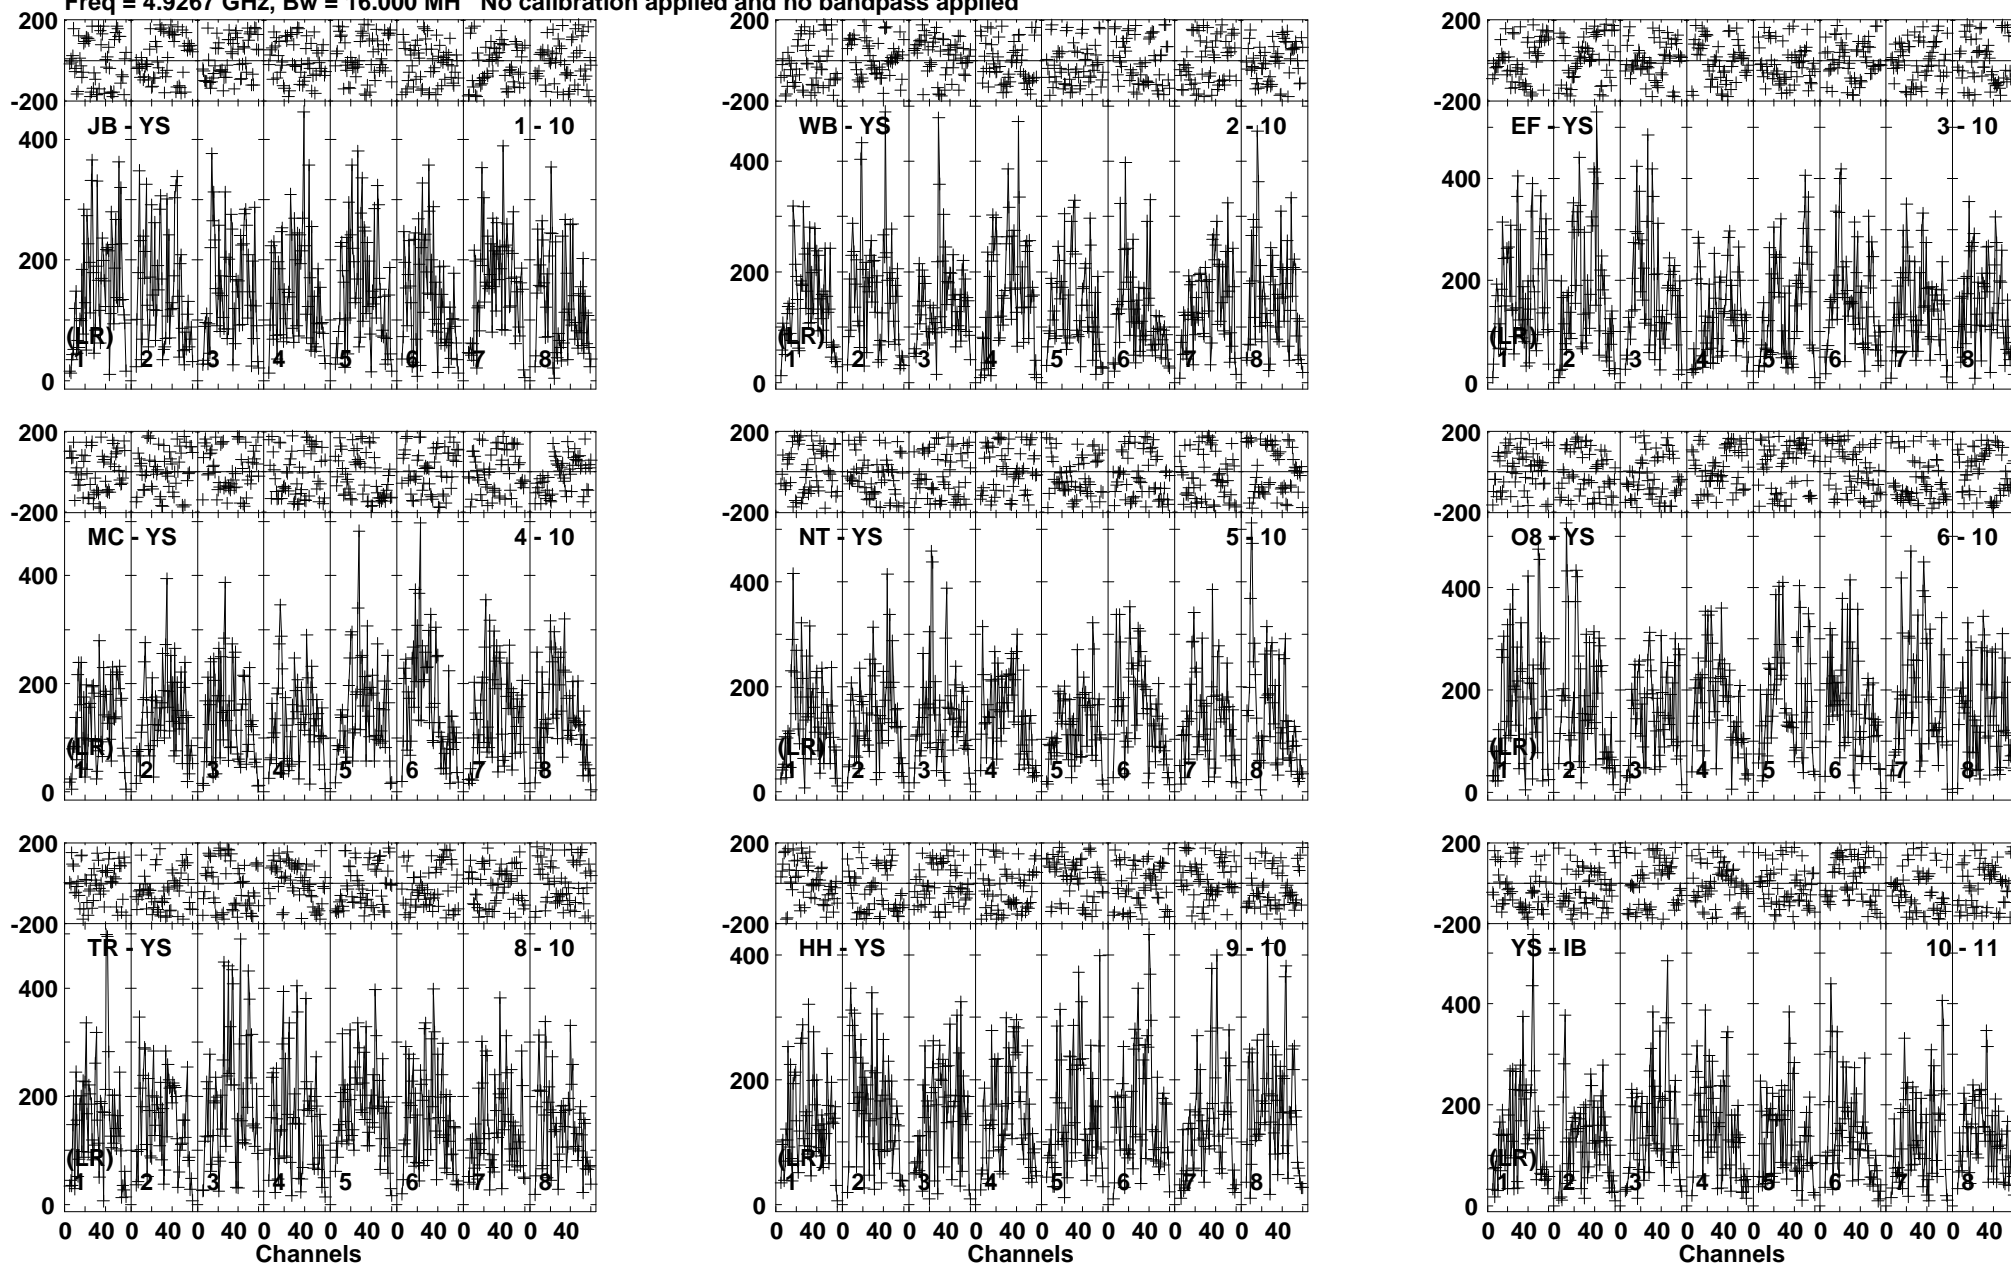 Freq = 4.9267 GHz, Bw = 16.000 MH No calibration applied and no bandpass applied
200 200 200
-200 -200 -200
JB - YS 1 - 10 WB - YS 2 - 10 EF - YS 3 - 10
400 400 400
200 200 200
(LR) (LR) (LR)
1 2 3 4 5 6 7 8 1 2 3 4 5 6 7 8 1 2 3 4 5 6 7 8
0 0 0
200 200 200
-200 -200 -200
MC - YS 4 - 10 NT - YS 5 - 10 O8 - YS 6 - 10
400 400 400
200 200 200
(LR) (LR) (LR)
1 2 3 4 5 6 7 8 1 2 3 4 5 6 7 8 1 2 3 4 5 6 7 8
0 0 0
200 200 200
-200 -200 -200
TR - YS 8 - 10 HH - YS 9 - 10 YS - IB 10 - 11
400 400 400
200 200 200
(LR) (LR) (LR)
1 2 3 4 5 6 7 8 1 2 3 4 5 6 7 8 1 2 3 4 5 6 7 8
0 0 0
0 40 0 40 0 40 0 40 0 40 0 40 0 40 0 40 0 40 0 40 0 40 0 40 0 40 0 40 0 40 0 40 0 40 0 40 0 40 0 40 0 40 0 40 0 40 0 40
Channels Channels Channels